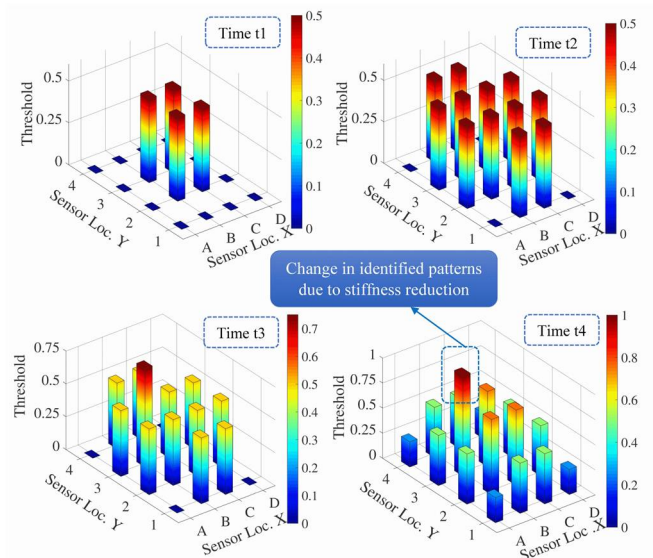 Time t1
0.5
0.4
0.3
0.2
0.1
0
Threshold
0.5
0.25
0
4
3
2
1
Sensor Loc. Y
A
B
C
D
Sensor Loc. X
Time t2
0.5
0.4
0.3
0.2
0.1
0
Threshold
0.5
0.25
0
4
3
2
1
Sensor Loc. Y
A
B
C
D
Sensor Loc. X
Change in identified patterns
due to stiffness reduction
Time t3
0.7
0.6
0.5
0.4
0.3
0.2
0.1
0
Threshold
0.75
0.5
0.25
0
4
3
2
1
Sensor Loc. Y
A
B
C
D
Sensor Loc. X
Time t4
1
0.8
0.6
0.4
0.2
0
Threshold
1
0.75
0.5
0.25
0
4
3
2
1
Sensor Loc. Y
A
B
C
D
Sensor Loc .X